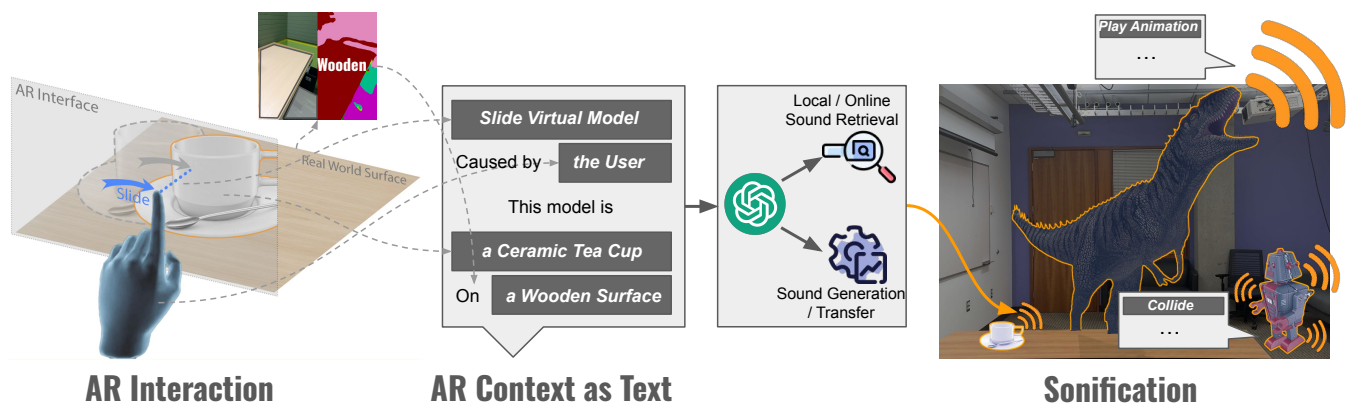 AR Interface
Slide
Real World Surface
Wooden
AR Interaction
Slide Virtual Model
Caused by
the User
This model is
a Ceramic Tea Cup
On
a Wooden Surface
AR Context as Text
Local / Online
Sound Retrieval
Sound Generation
/ Transfer
Play Animation
...
Collide
...
Sonification